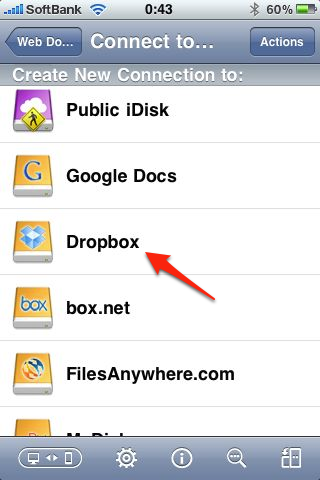 SoftBank 0:43 60%
Web Do... Connect to... Actions
Create New Connection to:
Public iDisk
G Google Docs
Dropbox
box box.net
FilesAnywhere.com